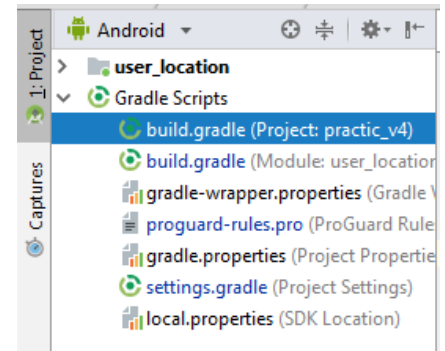 Android
1: Project
Captures
user_location
Gradle Scripts
build.gradle (Project: practic_v4)
build.gradle (Module: user_location
gradle-wrapper.properties (Gradle
proguard-rules.pro (ProGuard Rule
gradle.properties (Project Propertie
settings.gradle (Project Settings)
local.properties (SDK Location)